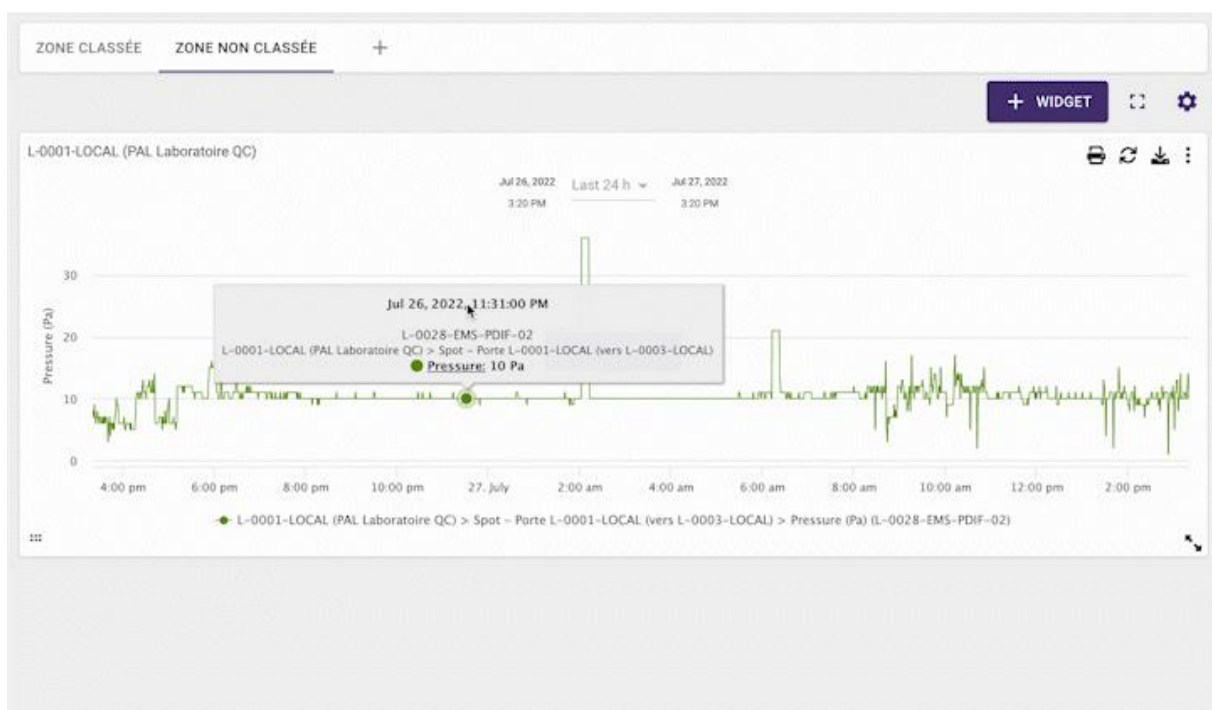 ZONE CLASSÉE ZONE NON CLASSÉE +
+ WIDGET
L-0001-LOCAL (PAL Laboratoire QC)
Jul 26, 2022 Last 24 h Jul 27, 2022
3:20 PM 3:20 PM
30
Jul 26, 2022, 11:31:00 PM
L-0028-EMS-PDIF-02
L-0001-LOCAL (PAL Laboratoire QC) > Spot - Porte L-0001-LOCAL (vers L-0003-LOCAL)
Pressure: 10 Pa
Pressure (Pa)
20
10
0
4:00 pm 6:00 pm 8:00 pm 10:00 pm 27. July 2:00 am 4:00 am 6:00 am 8:00 am 10:00 am 12:00 pm 2:00 pm
L-0001-LOCAL (PAL Laboratoire QC) > Spot - Porte L-0001-LOCAL (vers L-0003-LOCAL) > Pressure (Pa) (L-0028-EMS-PDIF-02)